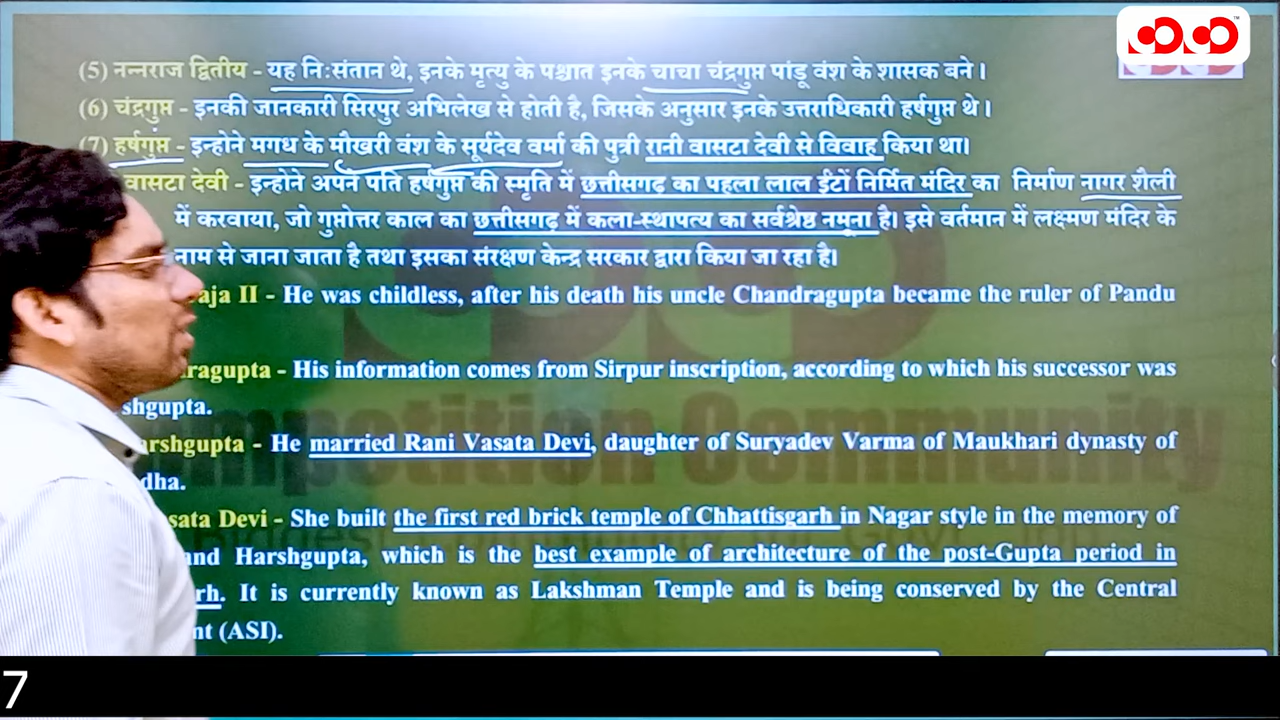 (5) नन्नराज द्वितीय - यह नि:संतान थे, इनके मृत्यु के पश्चात इनके चाचा चंद्रगुप्त पांडू वंश के शासक बने।
(6) चंद्रगुप्त - इनकी जानकारी सिरपुर अभिलेख से होती है, जिसके अनुसार इनके उत्तराधिकारी हर्षगुप्त थे।
(7) हर्षगुप्त - इन्होने मगध के मौखरी वंश के सूर्यदेव वर्मा की पुत्री रानी वासटा देवी से विवाह किया था।
वासटा देवी - इन्होने अपने पति हर्षगुप्त की स्मृति में छत्तीसगढ़ का पहला लाल ईंटों निर्मित मंदिर का निर्माण नागर शैली
में करवाया, जो गुप्तोत्तर काल का छत्तीसगढ़ में कला-स्थापत्य का सर्वश्रेष्ठ नमूना है। इसे वर्तमान में लक्ष्मण मंदिर के
नाम से जाना जाता है तथा इसका संरक्षण केन्द्र सरकार द्वारा किया जा रहा है।
aja II - He was childless, after his death his uncle Chandragupta became the ruler of Pandu
ragupta - His information comes from Sirpur inscription, according to which his successor was
shgupta.
arshgupta - He married Rani Vasata Devi, daughter of Suryadev Varma of Maukhari dynasty of
dha.
sata Devi - She built the first red brick temple of Chhattisgarh in Nagar style in the memory of
nd Harshgupta, which is the best example of architecture of the post-Gupta period in
rh. It is currently known as Lakshman Temple and is being conserved by the Central
nt (ASI).
mpetition Community
7